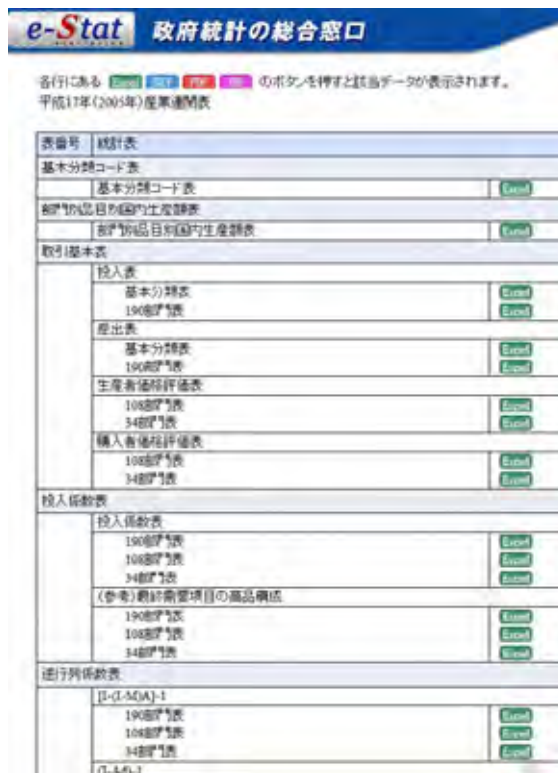 e-Stat 政府統計の総合窓口
各行にある Excel PDF のボタンを押すと該当データが表示されます。
平成17年(2005年)産業連関表
表番号 統計表
基本分類コード表
基本分類コード表 Excel
部門別品目別国内生産額表
部門別品目別国内生産額表 Excel
取引基本表
投入表
基本分類表 Excel
190部門表 Excel
産出表
基本分類表 Excel
190部門表 Excel
生産者価格評価表
108部門表 Excel
34部門表 Excel
購入者価格評価表
108部門表 Excel
34部門表 Excel
投入係数表
投入係数表
190部門表 Excel
108部門表 Excel
34部門表 Excel
(参考)最終需要項目の商品構成
190部門表 Excel
108部門表 Excel
34部門表 Excel
逆行列係数表
[I-(I-M)A]-1
190部門表 Excel
108部門表 Excel
34部門表 Excel